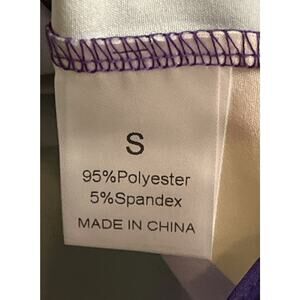 S
95%Polyester
5%Spandex
MADE IN CHINA